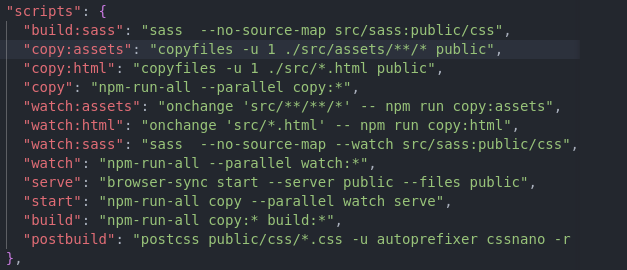 "scripts": {
"build:sass": "sass  --no-source-map src/sass:public/css",
"copy:assets": "copyfiles -u 1 ./src/assets/**/* public",
"copy:html": "copyfiles -u 1 ./src/*.html public",
"copy": "npm-run-all --parallel copy:*",
"watch:assets": "onchange 'src/**/**/*' -- npm run copy:assets",
"watch:html": "onchange 'src/*.html' -- npm run copy:html",
"watch:sass": "sass  --no-source-map --watch src/sass:public/css",
"watch": "npm-run-all --parallel watch:*",
"serve": "browser-sync start --server public --files public",
"start": "npm-run-all copy --parallel watch serve",
"build": "npm-run-all copy:* build:*",
"postbuild": "postcss public/css/*.css -u autoprefixer cssnano -r
},